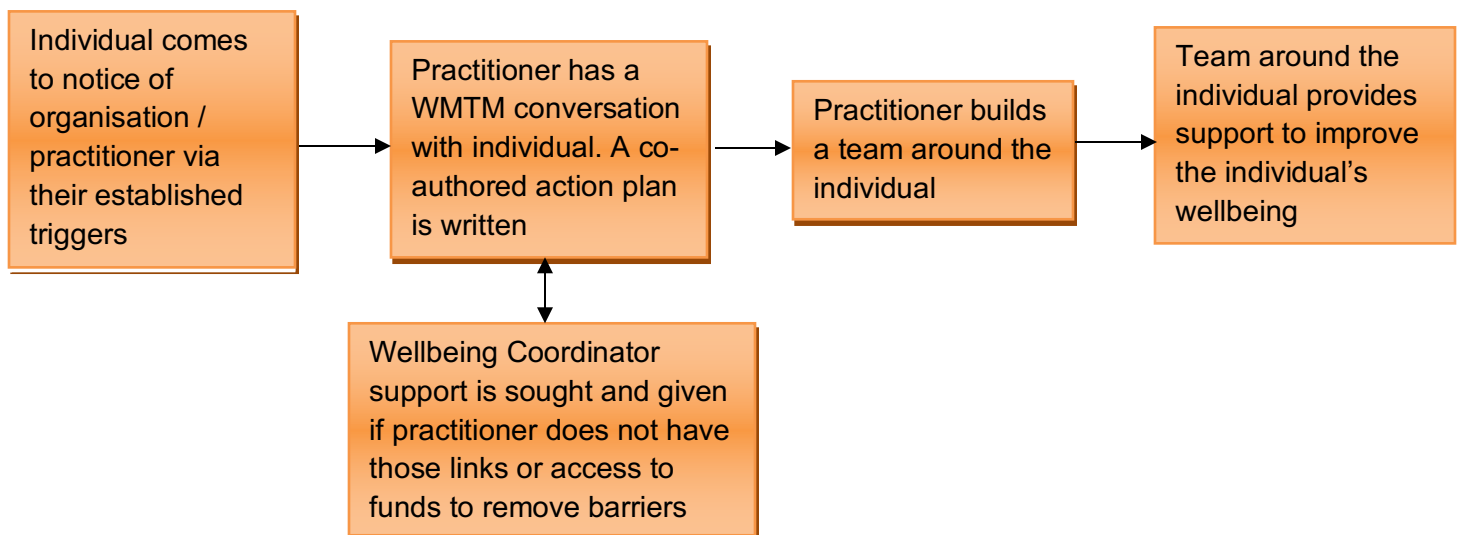 Individual comes
to notice of
organisation /
practitioner via
their established
triggers
Practitioner has a
WMTM conversation
with individual. A co-
authored action plan
is written
Practitioner builds
a team around the
individual
Team around the
individual provides
support to improve
the individual’s
wellbeing
Wellbeing Coordinator
support is sought and given
if practitioner does not have
those links or access to
funds to remove barriers